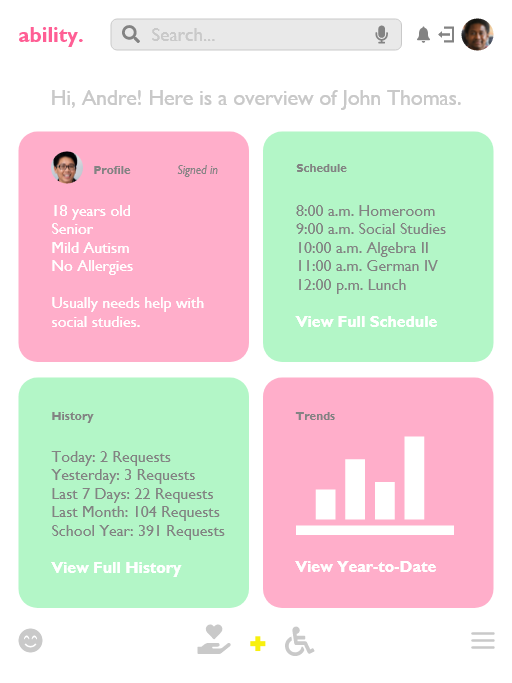 ability.
Search...
Hi, Andre! Here is a overview of John Thomas.
Profile
Signed in
18 years old
Senior
Mild Autism
No Allergies
Usually needs help with
social studies.
Schedule
8:00 a.m. Homeroom
9:00 a.m. Social Studies
10:00 a.m. Algebra II
11:00 a.m. German IV
12:00 p.m. Lunch
View Full Schedule
History
Today: 2 Requests
Yesterday: 3 Requests
Last 7 Days: 22 Requests
Last Month: 104 Requests
School Year: 391 Requests
View Full History
Trends
View Year-to-Date